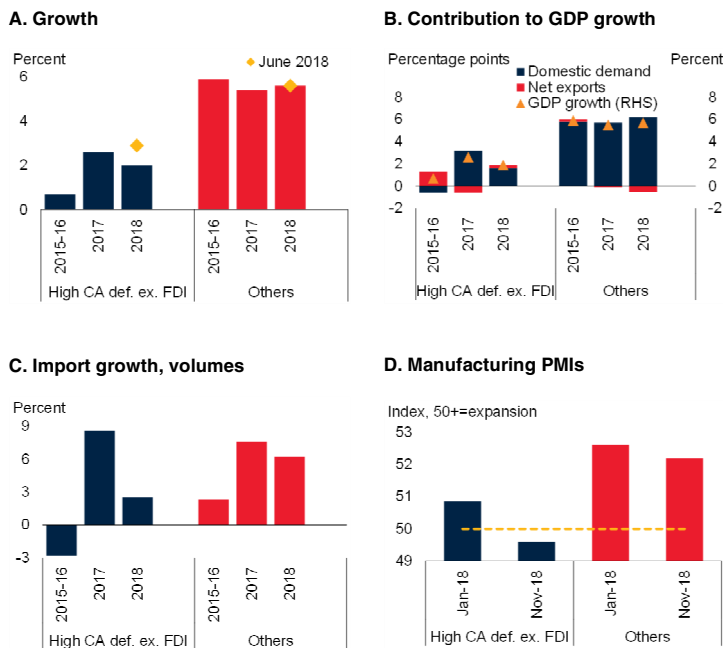 A. Growth
Percent
June 2018
6
4
2
0
2015-16
2017
2018
2015-16
2017
2018
High CA def. ex. FDI
Others
B. Contribution to GDP growth
Percentage points
Percent
Domestic demand
Net exports
GDP growth (RHS)
8
6
4
2
0
-2
8
6
4
2
0
-2
2015-16
2017
2018
2015-16
2017
2018
High CA def. ex. FDI
Others
C. Import growth, volumes
Percent
9
6
3
0
-3
2015-16
2017
2018
2015-16
2017
2018
High CA def. ex. FDI
Others
D. Manufacturing PMIs
Index, 50+=expansion
53
52
51
50
49
Jan-18
Nov-18
Jan-18
Nov-18
High CA def. ex. FDI
Others